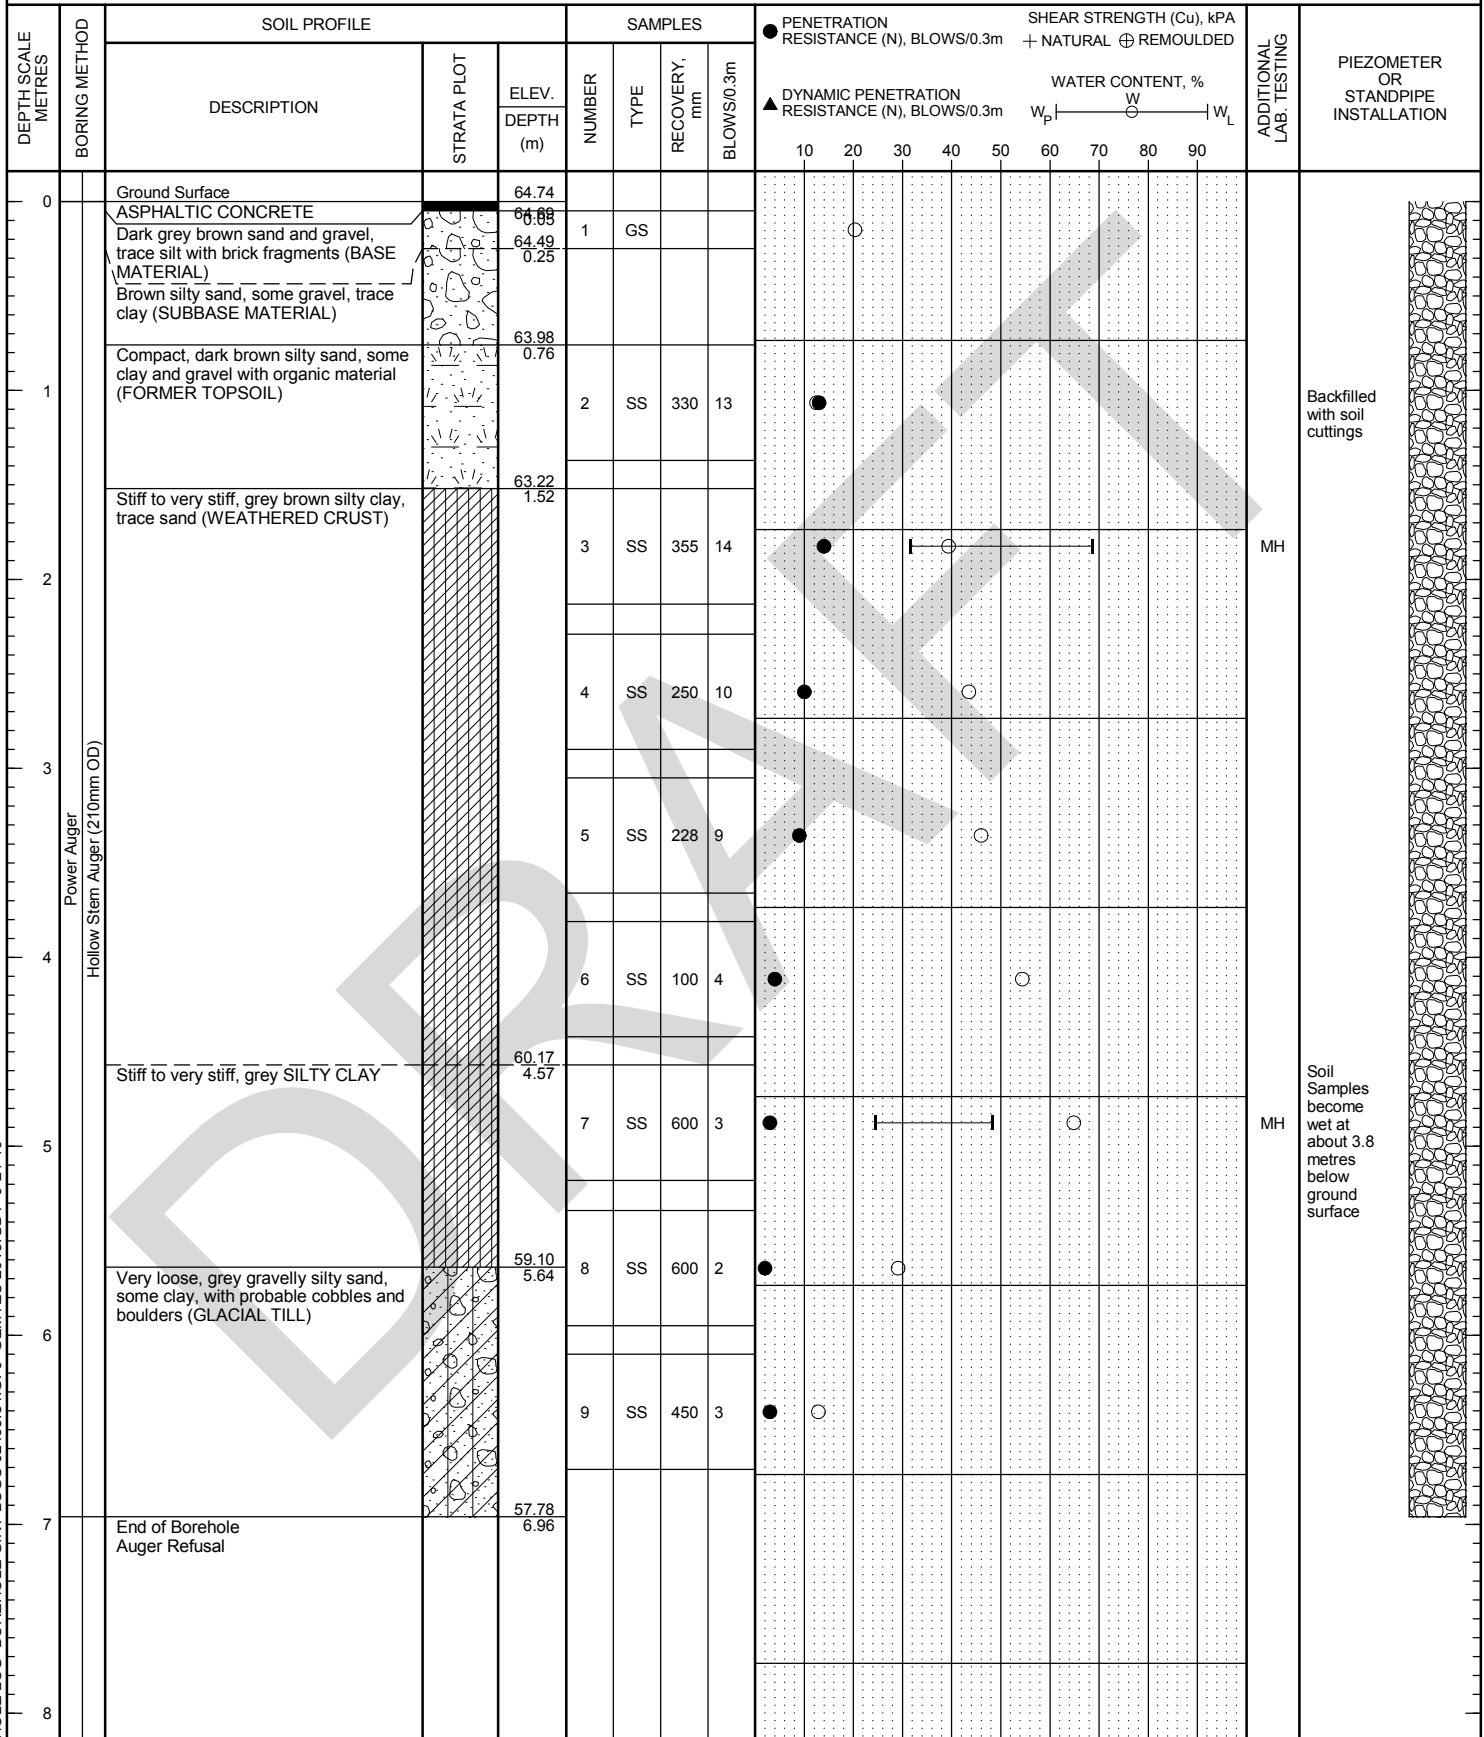 DEPTH SCALE
METRES
BORING METHOD
SOIL PROFILE
DESCRIPTION
STRATA PLOT
ELEV.
DEPTH
(m)
SAMPLES
NUMBER
TYPE
RECOVERY,
mm
BLOWS/0.3m
PENETRATION
RESISTANCE (N), BLOWS/0.3m
SHEAR STRENGTH (Cu), kPA
NATURAL
REMOULDED
DYNAMIC PENETRATION
RESISTANCE (N), BLOWS/0.3m
WATER CONTENT, %
WP
W
WL
10 20 30 40 50 60 70 80 90
ADDITIONAL
LAB. TESTING
PIEZOMETER
OR
STANDPIPE
INSTALLATION
0
Ground Surface
64.74
ASPHALTIC CONCRETE
64.69
0.05
Dark grey brown sand and gravel,
trace silt with brick fragments (BASE
MATERIAL)
64.49
0.25
1 GS
Brown silty sand, some gravel, trace
clay (SUBBASE MATERIAL)
63.98
0.76
Compact, dark brown silty sand, some
clay and gravel with organic material
(FORMER TOPSOIL)
1
2 SS 330 13
Backfilled
with soil
cuttings
63.22
1.52
Stiff to very stiff, grey brown silty clay,
trace sand (WEATHERED CRUST)
3 SS 355 14
MH
2
4 SS 250 10
3
Power Auger
Hollow Stem Auger (210mm OD)
5 SS 228 9
4
6 SS 100 4
60.17
4.57
Stiff to very stiff, grey SILTY CLAY
7 SS 600 3
MH
Soil
Samples
become
wet at
about 3.8
metres
below
ground
surface
5
59.10
5.64
8 SS 600 2
Very loose, grey gravelly silty sand,
some clay, with probable cobbles and
boulders (GLACIAL TILL)
6
9 SS 450 3
57.78
6.96
7
End of Borehole
Auger Refusal
8
DRAFT